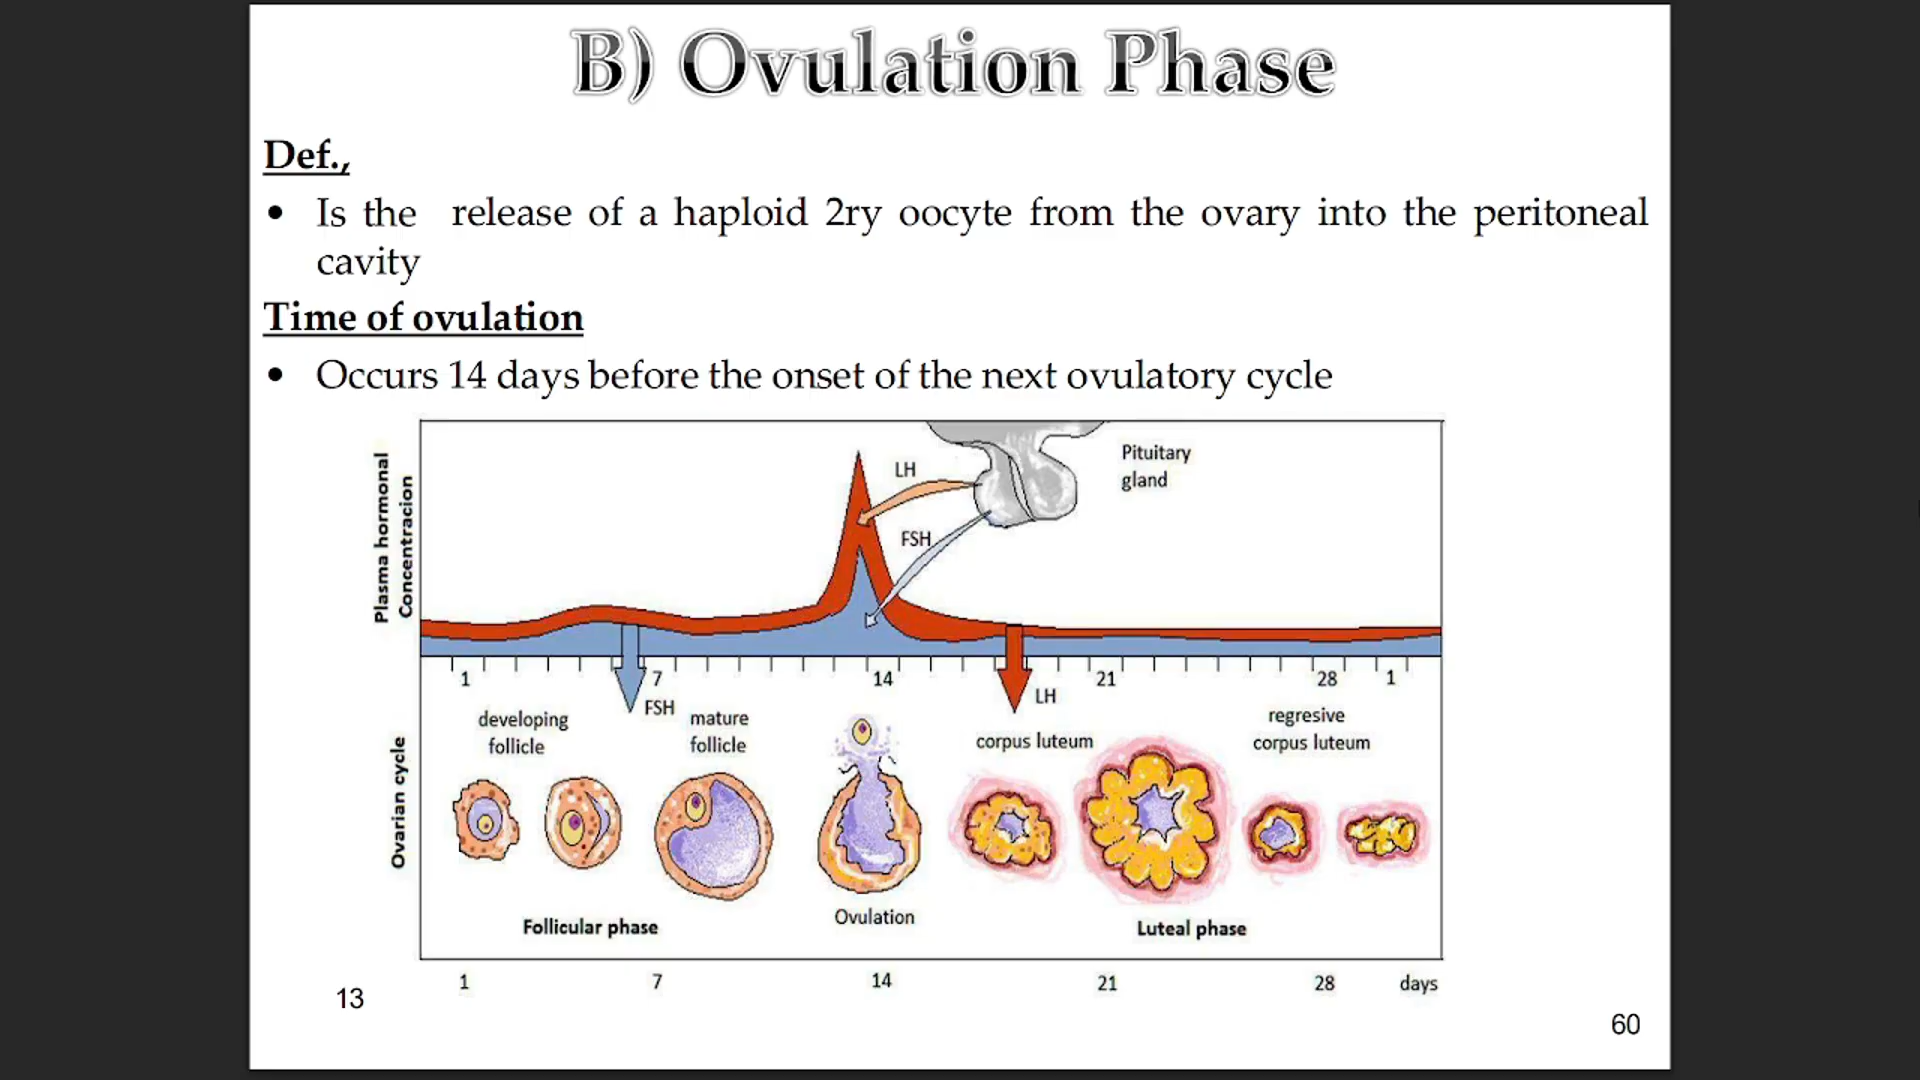 B) Ovulation Phase
Def.,
• Is the release of a haploid 2ry oocyte from the ovary into the peritoneal
cavity
Time of ovulation
• Occurs 14 days before the onset of the next ovulatory cycle
Plasma hormonal
Concentracion
LH
Pituitary
gland
FSH
1 7 14 21 28 1
FSH
LH
developing
follicle
mature
follicle
corpus luteum
regresive
corpus luteum
Ovarian cycle
Follicular phase
Ovulation
Luteal phase
1 7 14 21 28 days
13
60